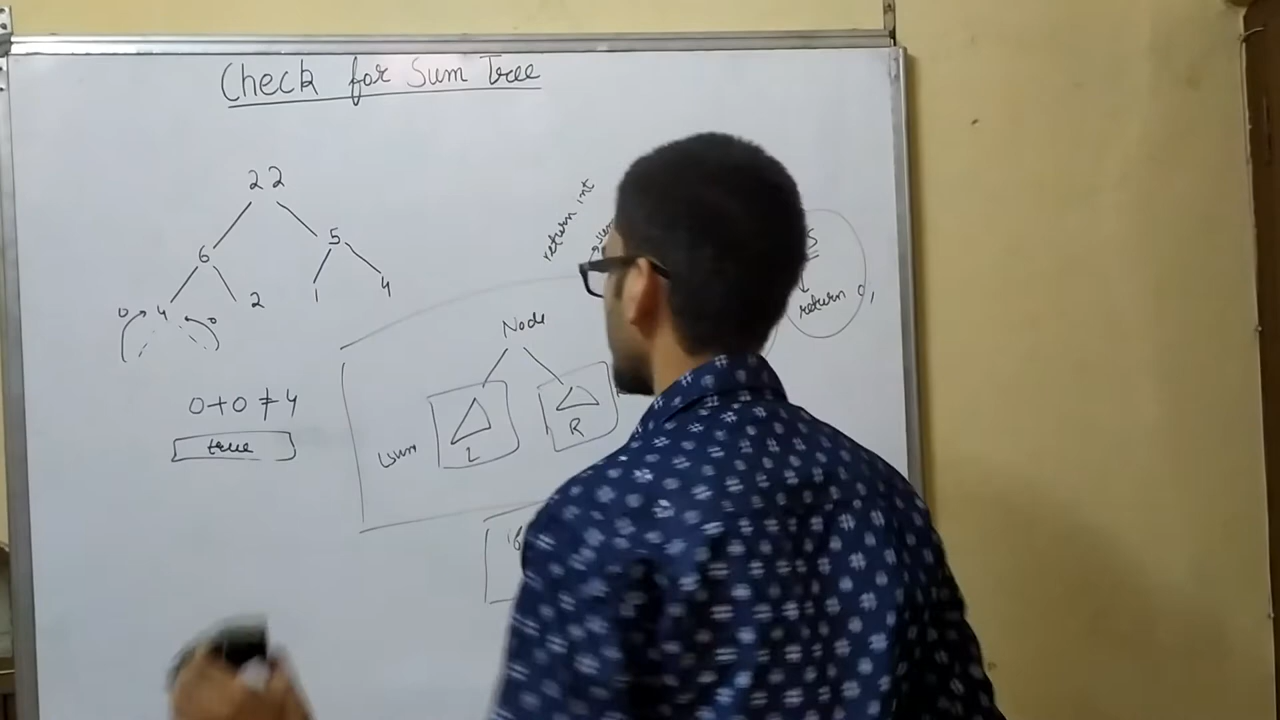 Check for Sum Tree
22
6 5
4 2 1 4
0 0
0+0 ≠ 4
true
return int
sum
return 0,
Node
L R
Lsum